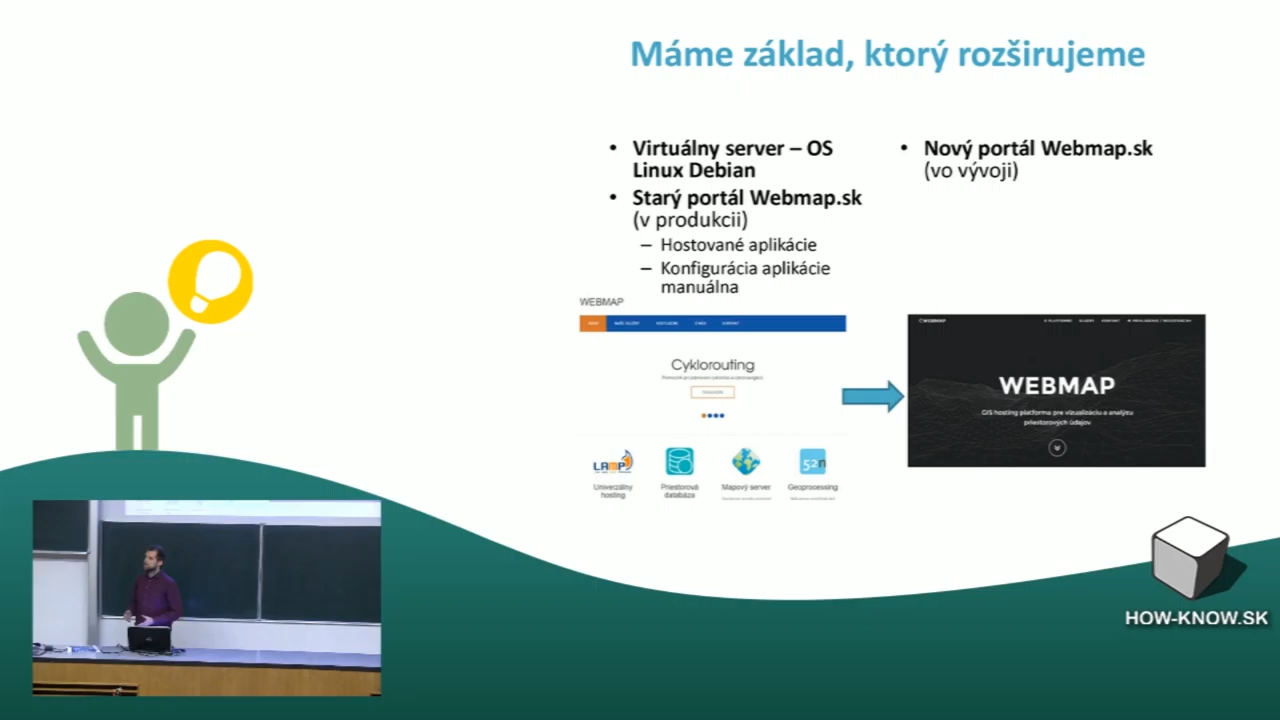 Máme základ, ktorý rozširujeme
• Virtuálny server – OS
Linux Debian
• Starý portál Webmap.sk
(v produkcii)
– Hostované aplikácie
– Konfigurácia aplikácie
manuálna
• Nový portál Webmap.sk
(vo vývoji)
WEBMAP
Cyklorouting
LAMP
52n
Univerzálny
hosting
Priestorová
databáza
Mapový server
Geoprocessing
WEBMAP
GIS hosting platforma pre vizualizáciu a analýzu
priestorových údajov
HOW-KNOW.SK